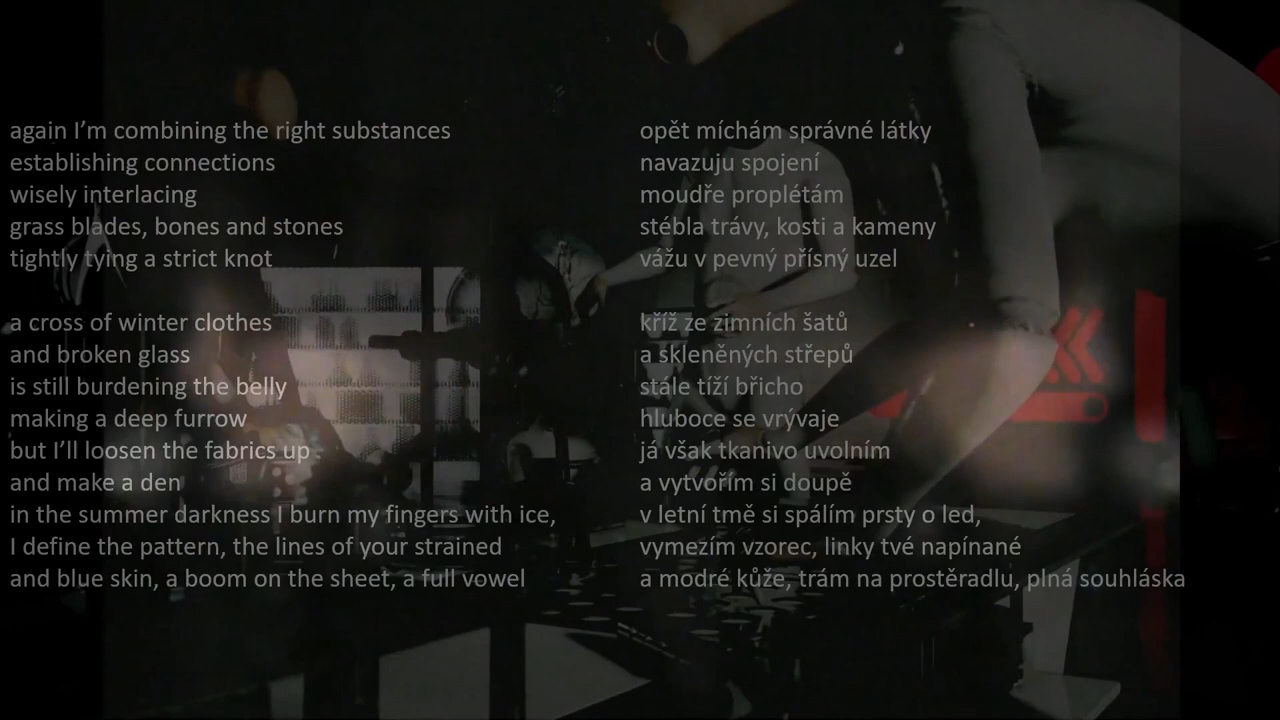 again I’m combining the right substances
establishing connections
wisely interlacing
grass blades, bones and stones
tightly tying a strict knot

a cross of winter clothes
and broken glass
is still burdening the belly
making a deep furrow
but I’ll loosen the fabrics up
and make a den
in the summer darkness I burn my fingers with ice,
I define the pattern, the lines of your strained
and blue skin, a boom on the sheet, a full vowel

opět míchám správné látky
navazuju spojení
moudře proplétám
stébla trávy, kosti a kameny
vážu v pevný přísný uzel

kříž ze zimních šatů
a skleněných střepů
stále tíží břicho
hluboce se vrývaje
já však tkanivo uvolním
a vytvořím si doupě
v letní tmě si spálím prsty o led,
vymezím vzorec, linky tvé napínané
a modré kůže, trám na prostěradlu, plná souhláska